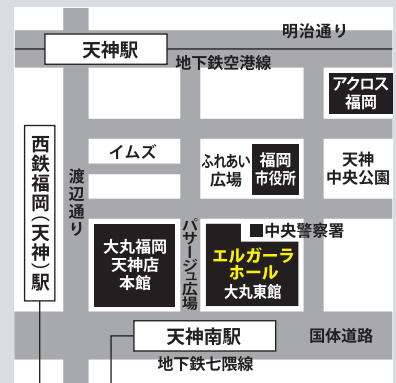 明治通り
天神駅
地下鉄空港線
アクロス
福岡
西鉄福岡(天神)駅
渡辺通り
イムズ
ふれあい
広場
福岡
市役所
天神
中央公園
大丸福岡
天神店
本館
パサージュ広場
中央警察署
エルガーラ
ホール
大丸東館
天神南駅
国体道路
地下鉄七隈線